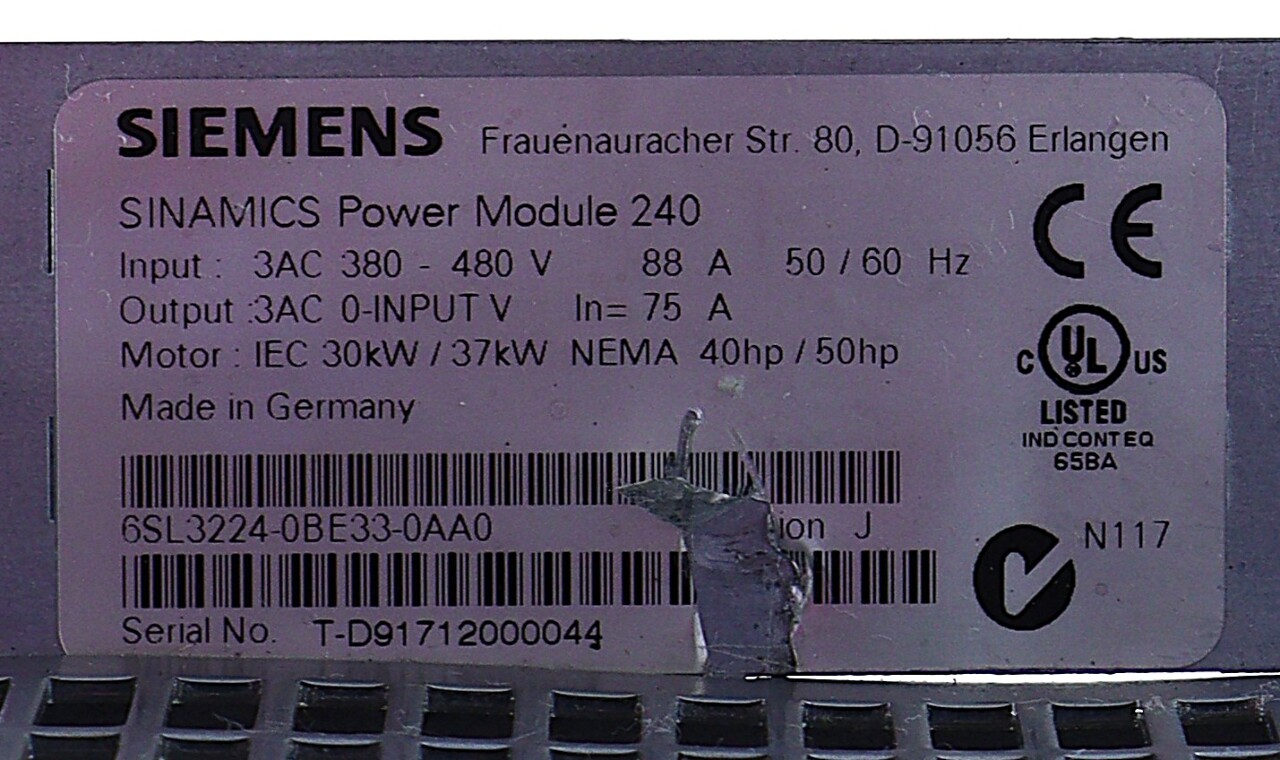 SIEMENS Frauenauracher Str. 80, D-91056 Erlangen
SINAMICS Power Module 240
Input : 3AC 380 - 480 V 88 A 50 / 60 Hz
Output :3AC 0-INPUT V In= 75 A
Motor : IEC 30kW / 37kW NEMA 40hp / 50hp
Made in Germany
6SL3224-0BE33-0AA0 J
Serial No. T-D91712000044
CE
C UL US
LISTED
IND CONT EQ
65BA
N117